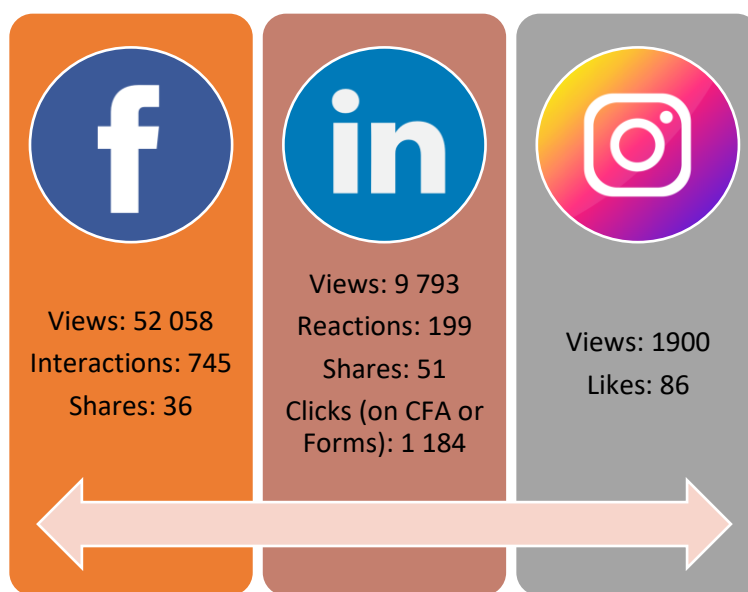 f
in
Views: 52 058
Interactions: 745
Shares: 36
Views: 9 793
Reactions: 199
Shares: 51
Clicks (on CFA or
Forms): 1 184
Views: 1900
Likes: 86